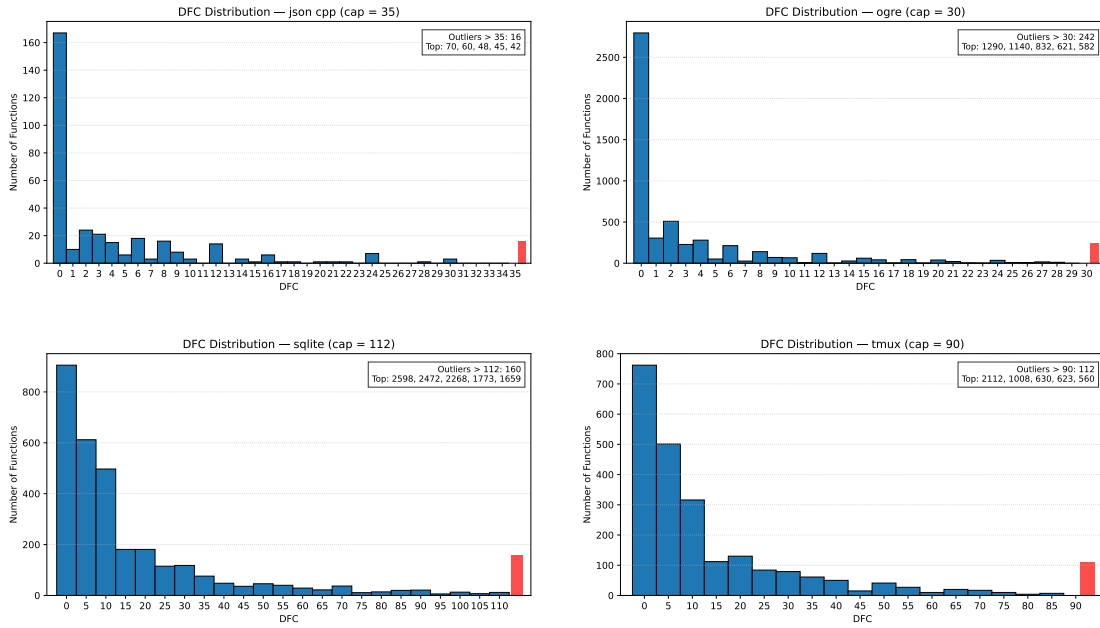 DFC Distribution — json cpp (cap = 35)
Outliers > 35: 16
Top: 70, 60, 48, 45, 42
Number of Functions
160
140
120
100
80
60
40
20
0
0 1 2 3 4 5 6 7 8 9 10 11 12 13 14 15 16 17 18 19 20 21 22 23 24 25 26 27 28 29 30 31 32 33 34 35
DFC
DFC Distribution — ogre (cap = 30)
Outliers > 30: 242
Top: 1290, 1140, 832, 621, 582
Number of Functions
2500
2000
1500
1000
500
0
0 1 2 3 4 5 6 7 8 9 10 11 12 13 14 15 16 17 18 19 20 21 22 23 24 25 26 27 28 29 30
DFC
DFC Distribution — sqlite (cap = 112)
Outliers > 112: 160
Top: 2598, 2472, 2268, 1773, 1659
Number of Functions
800
600
400
200
0
0 5 10 15 20 25 30 35 40 45 50 55 60 65 70 75 80 85 90 95 100 105 110
DFC
DFC Distribution — tmux (cap = 90)
Outliers > 90: 112
Top: 2112, 1008, 630, 623, 560
Number of Functions
800
700
600
500
400
300
200
100
0
0 5 10 15 20 25 30 35 40 45 50 55 60 65 70 75 80 85 90
DFC